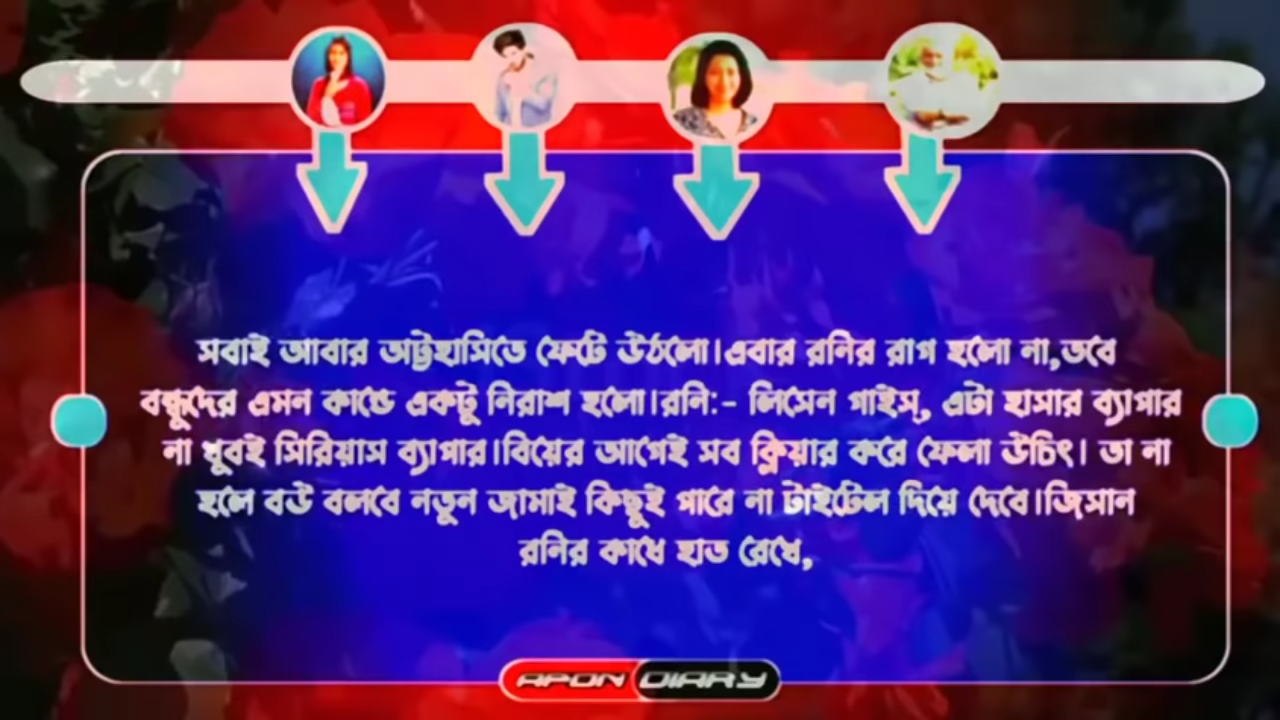 সবাই আবার অট্টহাসিতে ফেটে উঠলো।এবার রনির রাগ হলো না,তবে
বন্ধুদের এমন কান্ডে একটু নিরাশ হলো।রনি:- লিসেন গাইস্, এটা হাসার ব্যাপার
না খুবই সিরিয়াস ব্যাপার।বিয়ের আগেই সব ক্লিয়ার করে ফেলা উচিৎ। তা না
হলে বউ বলবে নতুন জামাই কিছুই পারে না টাইটেল দিয়ে দেবে।জিসান
রনির কাধে হাত রেখে,
APON DIARY